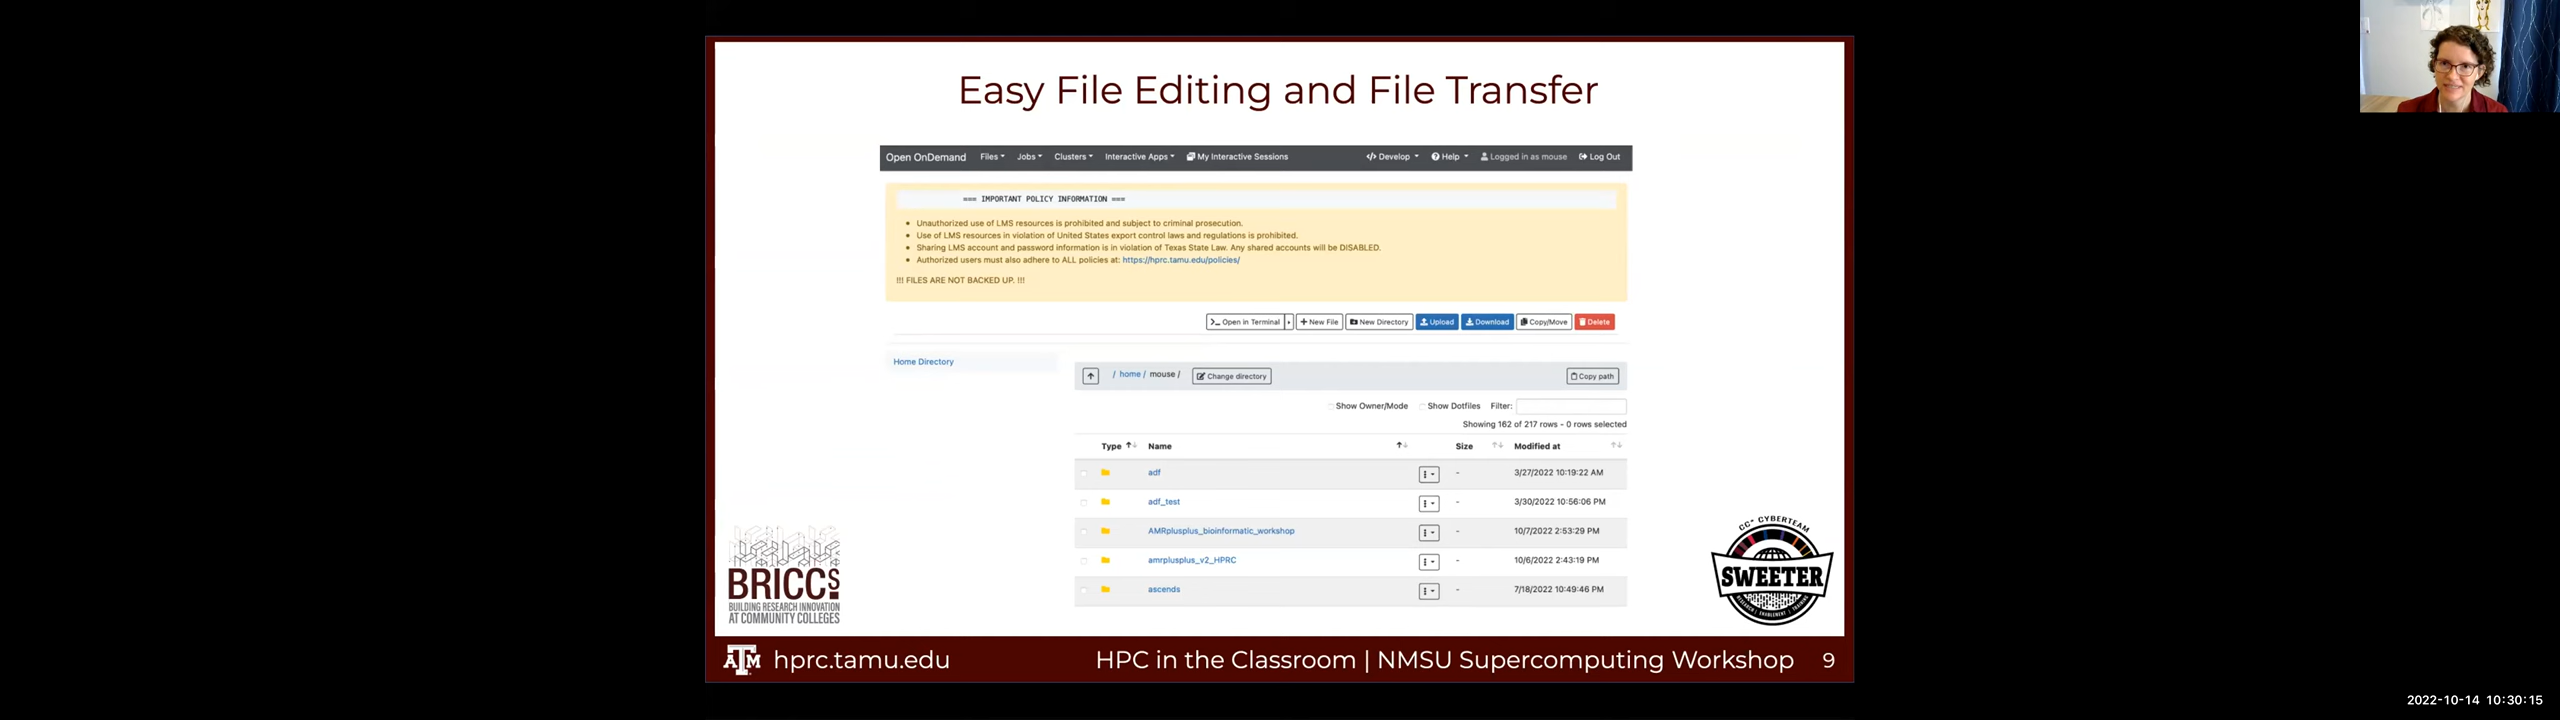 Easy File Editing and File Transfer
Open OnDemand Files Jobs Clusters Interactive Apps My Interactive Sessions </> Develop Help Logged in as mouse Log Out
=== IMPORTANT POLICY INFORMATION ===
• Unauthorized use of LMS resources is prohibited and subject to criminal prosecution.
• Use of LMS resources in violation of United States export control laws and regulations is prohibited.
• Sharing LMS account and password information is in violation of Texas State Law. Any shared accounts will be DISABLED.
• Authorized users must also adhere to ALL policies at: https://hprc.tamu.edu/policies/
!!! FILES ARE NOT BACKED UP. !!!
>_ Open in Terminal + New File New Directory Upload Download Copy/Move Delete
Home Directory
/ home / mouse / Change directory Copy path
Show Owner/Mode Show Dotfiles Filter:
Showing 162 of 217 rows - 0 rows selected
Type Name Size Modified at
adf - 3/27/2022 10:19:22 AM
adf_test - 3/30/2022 10:56:06 PM
AMRplusplus_bioinformatic_workshop - 10/7/2022 2:53:29 PM
amrplusplus_v2_HPRC - 10/6/2022 2:43:19 PM
ascends - 7/18/2022 10:49:46 PM
BRICCs
BUILDING RESEARCH INNOVATION
AT COMMUNITY COLLEGES
CC* CYBERTEAM
SWEETER
RESEARCH | ENABLEMENT | TRAINING
ATM hprc.tamu.edu HPC in the Classroom | NMSU Supercomputing Workshop 9
2022-10-14 10:30:15